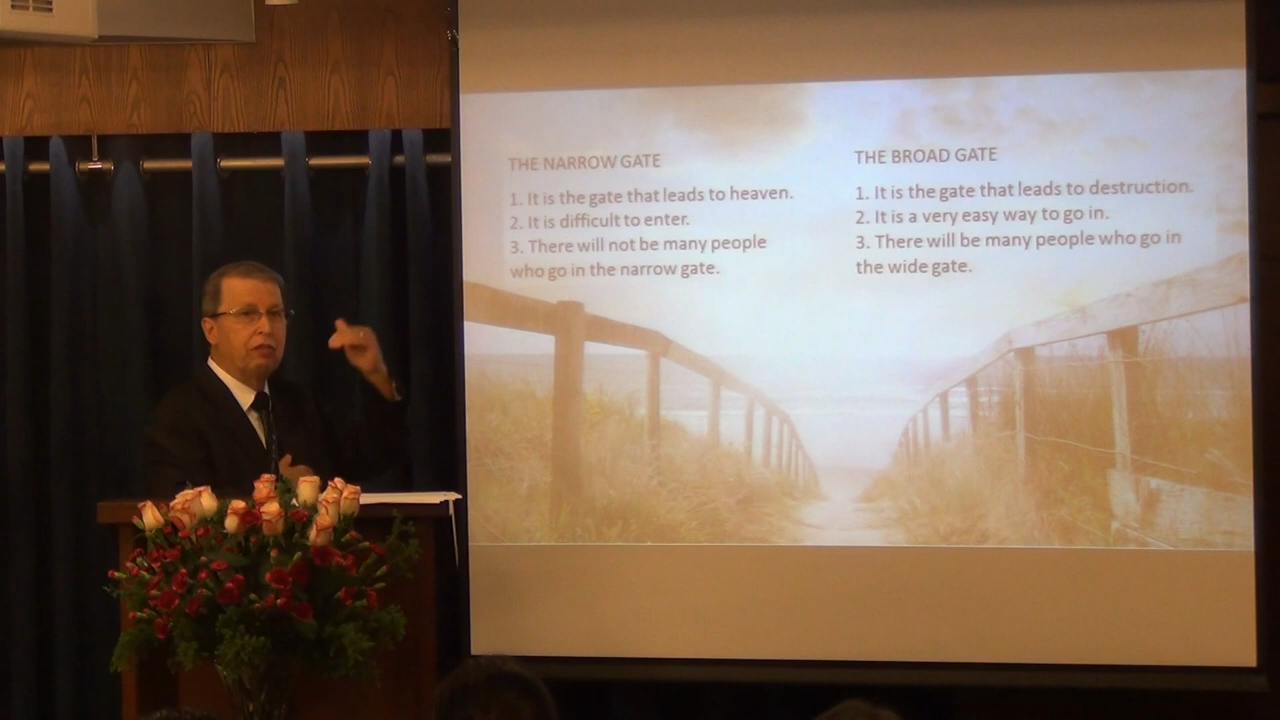 THE NARROW GATE
1. It is the gate that leads to heaven.
2. It is difficult to enter.
3. There will not be many people
who go in the narrow gate.
THE BROAD GATE
1. It is the gate that leads to destruction.
2. It is a very easy way to go in.
3. There will be many people who go in
the wide gate.